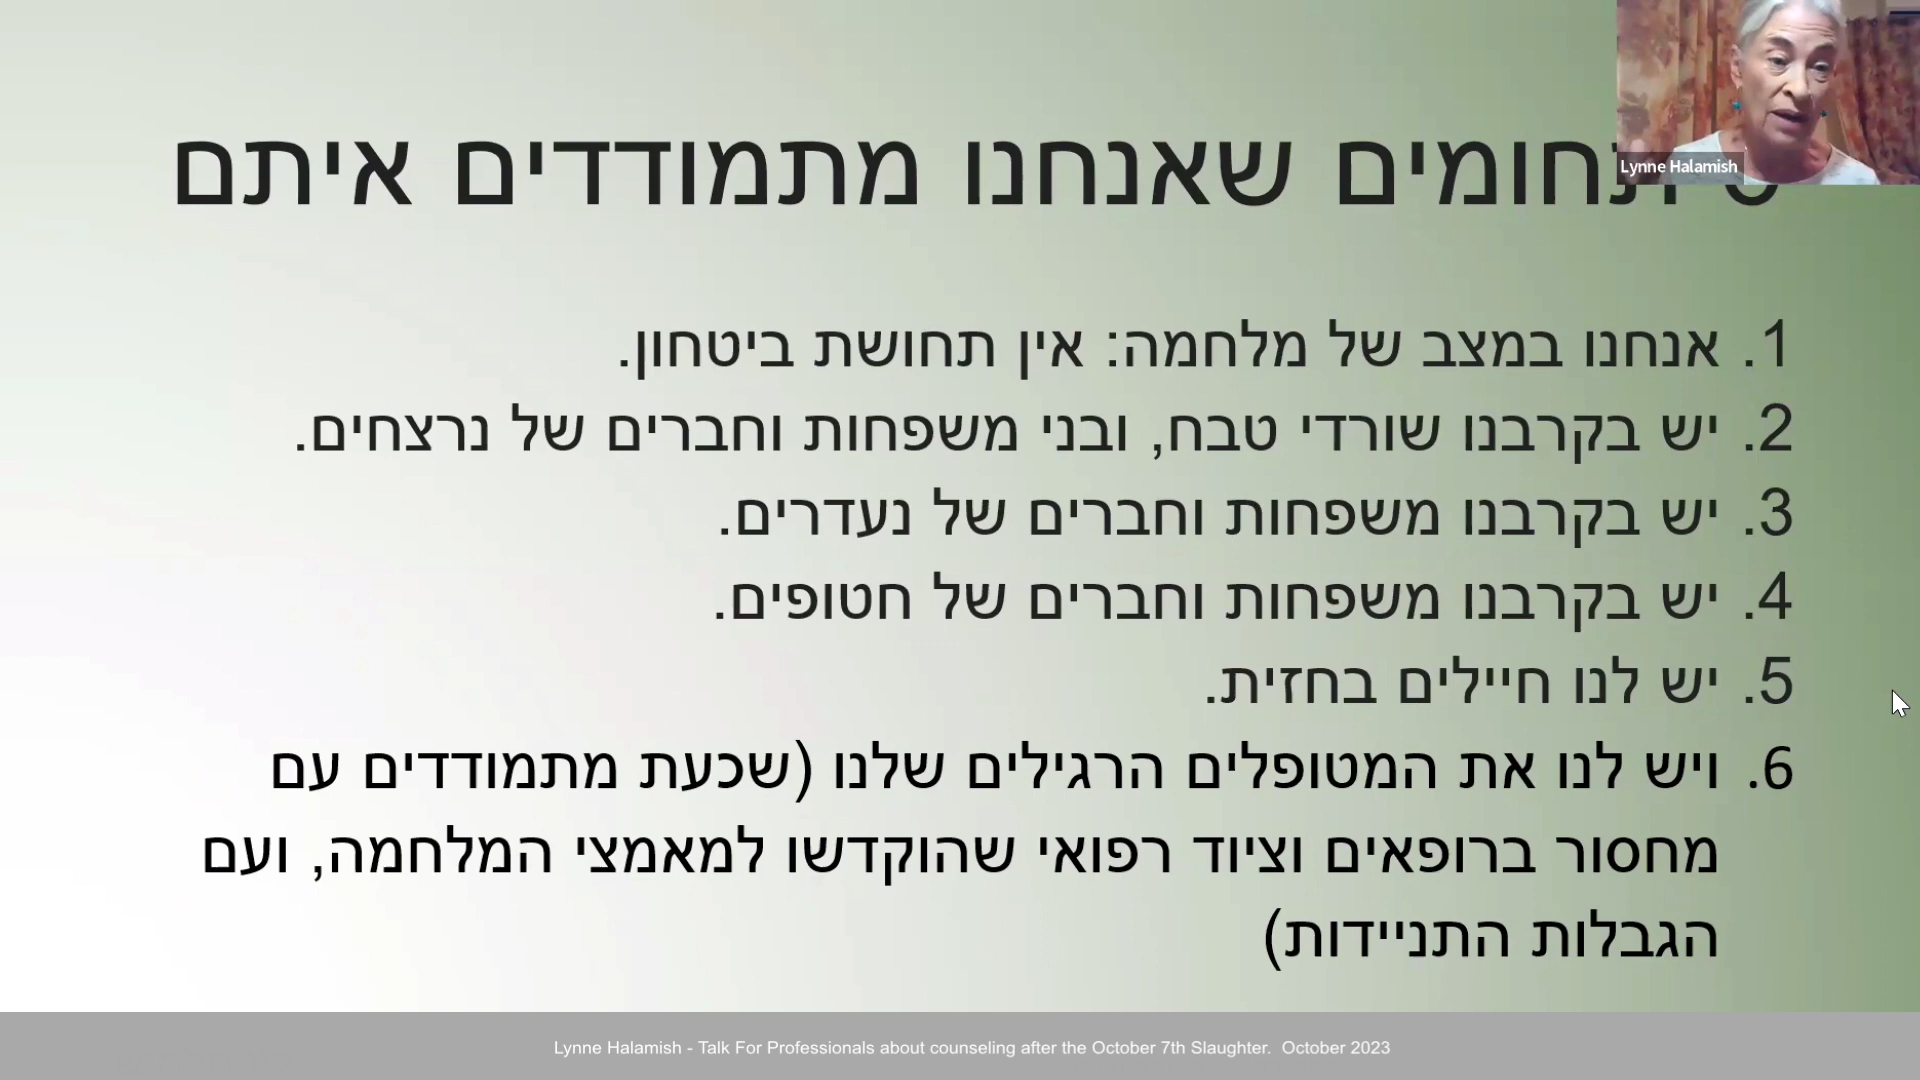 Lynne Halamish
תחומים שאנחנו מתמודדים איתם
1. אנחנו במצב של מלחמה: אין תחושת ביטחון.
2. יש בקרבנו שורדי טבח, ובני משפחות וחברים של נרצחים.
3. יש בקרבנו משפחות וחברים של נעדרים.
4. יש בקרבנו משפחות וחברים של חטופים.
5. יש לנו חיילים בחזית.
6. ויש לנו את המטופלים הרגילים שלנו (שכעת מתמודדים עם
מחסור ברופאים וציוד רפואי שהוקדשו למאמצי המלחמה, ועם
הגבלות התניידות)
Lynne Halamish - Talk For Professionals about counseling after the October 7th Slaughter.  October 2023